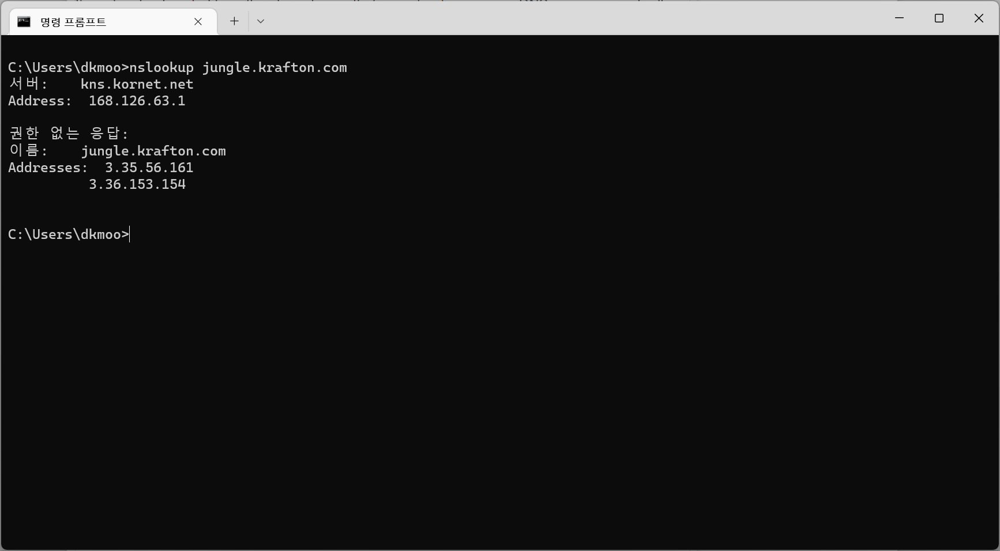 명령 프롬프트
C:\Users\dkmoo>nslookup jungle.krafton.com
서버:    kns.kornet.net
Address:  168.126.63.1
권한 없는 응답:
이름:    jungle.krafton.com
Addresses:  3.35.56.161
3.36.153.154
C:\Users\dkmoo>